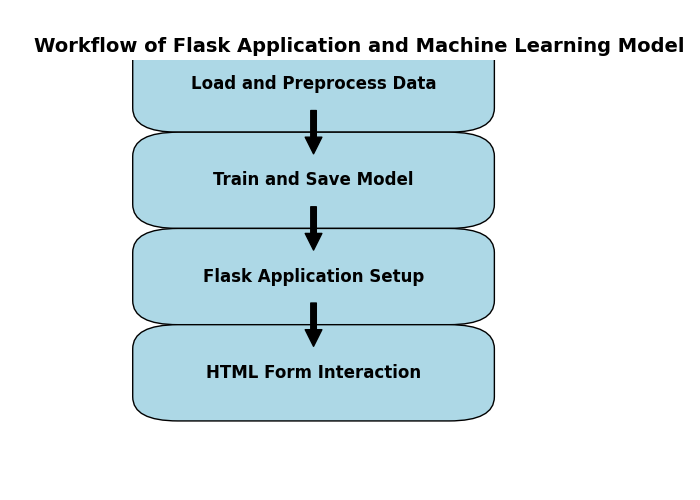 Workflow of Flask Application and Machine Learning Model
Load and Preprocess Data
Train and Save Model
Flask Application Setup
HTML Form Interaction